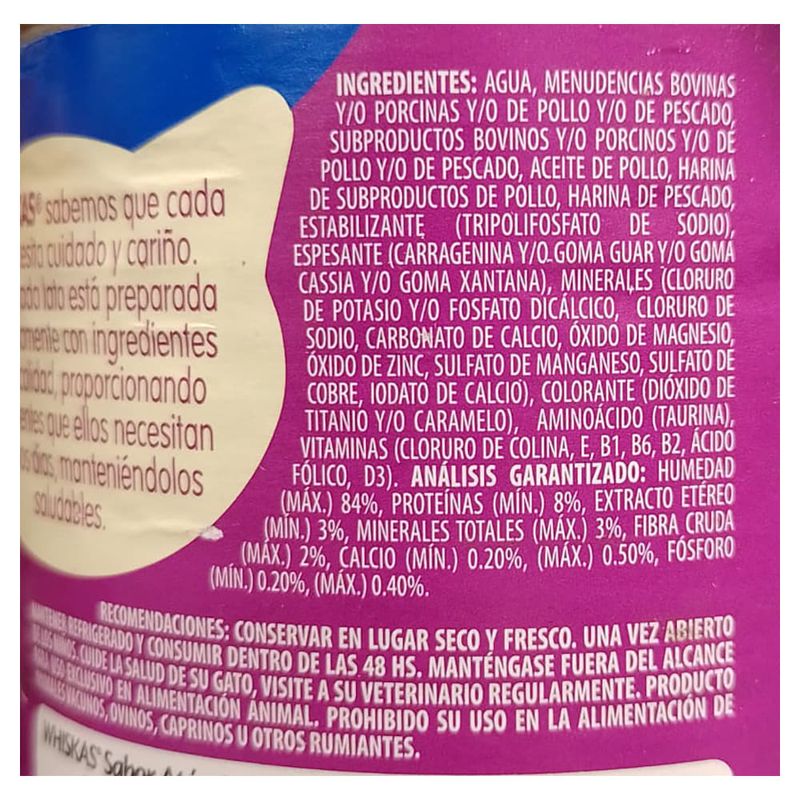 INGREDIENTES: AGUA, MENUDENCIAS BOVINAS
Y/O PORCINAS Y/O DE POLLO Y/O DE PESCADO,
SUBPRODUCTOS BOVINOS Y/O PORCINOS Y/O DE
POLLO Y/O DE PESCADO, ACEITE DE POLLO, HARINA
DE SUBPRODUCTOS DE POLLO, HARINA DE PESCADO,
ESTABILIZANTE (TRIPOLIFOSFATO DE SODIO),
ESPESANTE (CARRAGENINA Y/O GOMA GUAR Y/O GOMA
CASSIA Y/O GOMA XANTANA), MINERALES (CLORURO
DE POTASIO Y/O FOSFATO DICÁLCICO, CLORURO DE
SODIO, CARBONATO DE CALCIO, ÓXIDO DE MAGNESIO,
ÓXIDO DE ZINC, SULFATO DE MANGANESO, SULFATO DE
COBRE, IODATO DE CALCIO), COLORANTE (DIÓXIDO DE
TITANIO Y/O CARAMELO), AMINOÁCIDO (TAURINA),
VITAMINAS (CLORURO DE COLINA, E, B1, B6, B2, ÁCIDO
FÓLICO, D3). ANÁLISIS GARANTIZADO: HUMEDAD
(MÁX.) 84%, PROTEÍNAS (MÍN.) 8%, EXTRACTO ETÉREO
(MÍN.) 3%, MINERALES TOTALES (MÁX.) 3%, FIBRA CRUDA
(MÁX.) 2%, CALCIO (MÍN.) 0.20%, (MÁX.) 0.50%, FÓSFORO
(MÍN.) 0.20%, (MÁX.) 0.40%.
sabemos que cada
cuidado y cariño.
lata está preparada
con ingredientes
proporcionando
que ellos necesitan
días, manteniéndolos
saludables.
RECOMENDACIONES: CONSERVAR EN LUGAR SECO Y FRESCO. UNA VEZ ABIERTO
MANTENER REFRIGERADO Y CONSUMIR DENTRO DE LAS 48 HS. MANTÉNGASE FUERA DEL ALCANCE
DE LOS NIÑOS. CUIDE LA SALUD DE SU GATO, VISITE A SU VETERINARIO REGULARMENTE. PRODUCTO
PARA USO EXCLUSIVO EN ALIMENTACIÓN ANIMAL. PROHIBIDO SU USO EN LA ALIMENTACIÓN DE
VACUNOS, OVINOS, CAPRINOS U OTROS RUMIANTES.
WHISKAS® Sabor